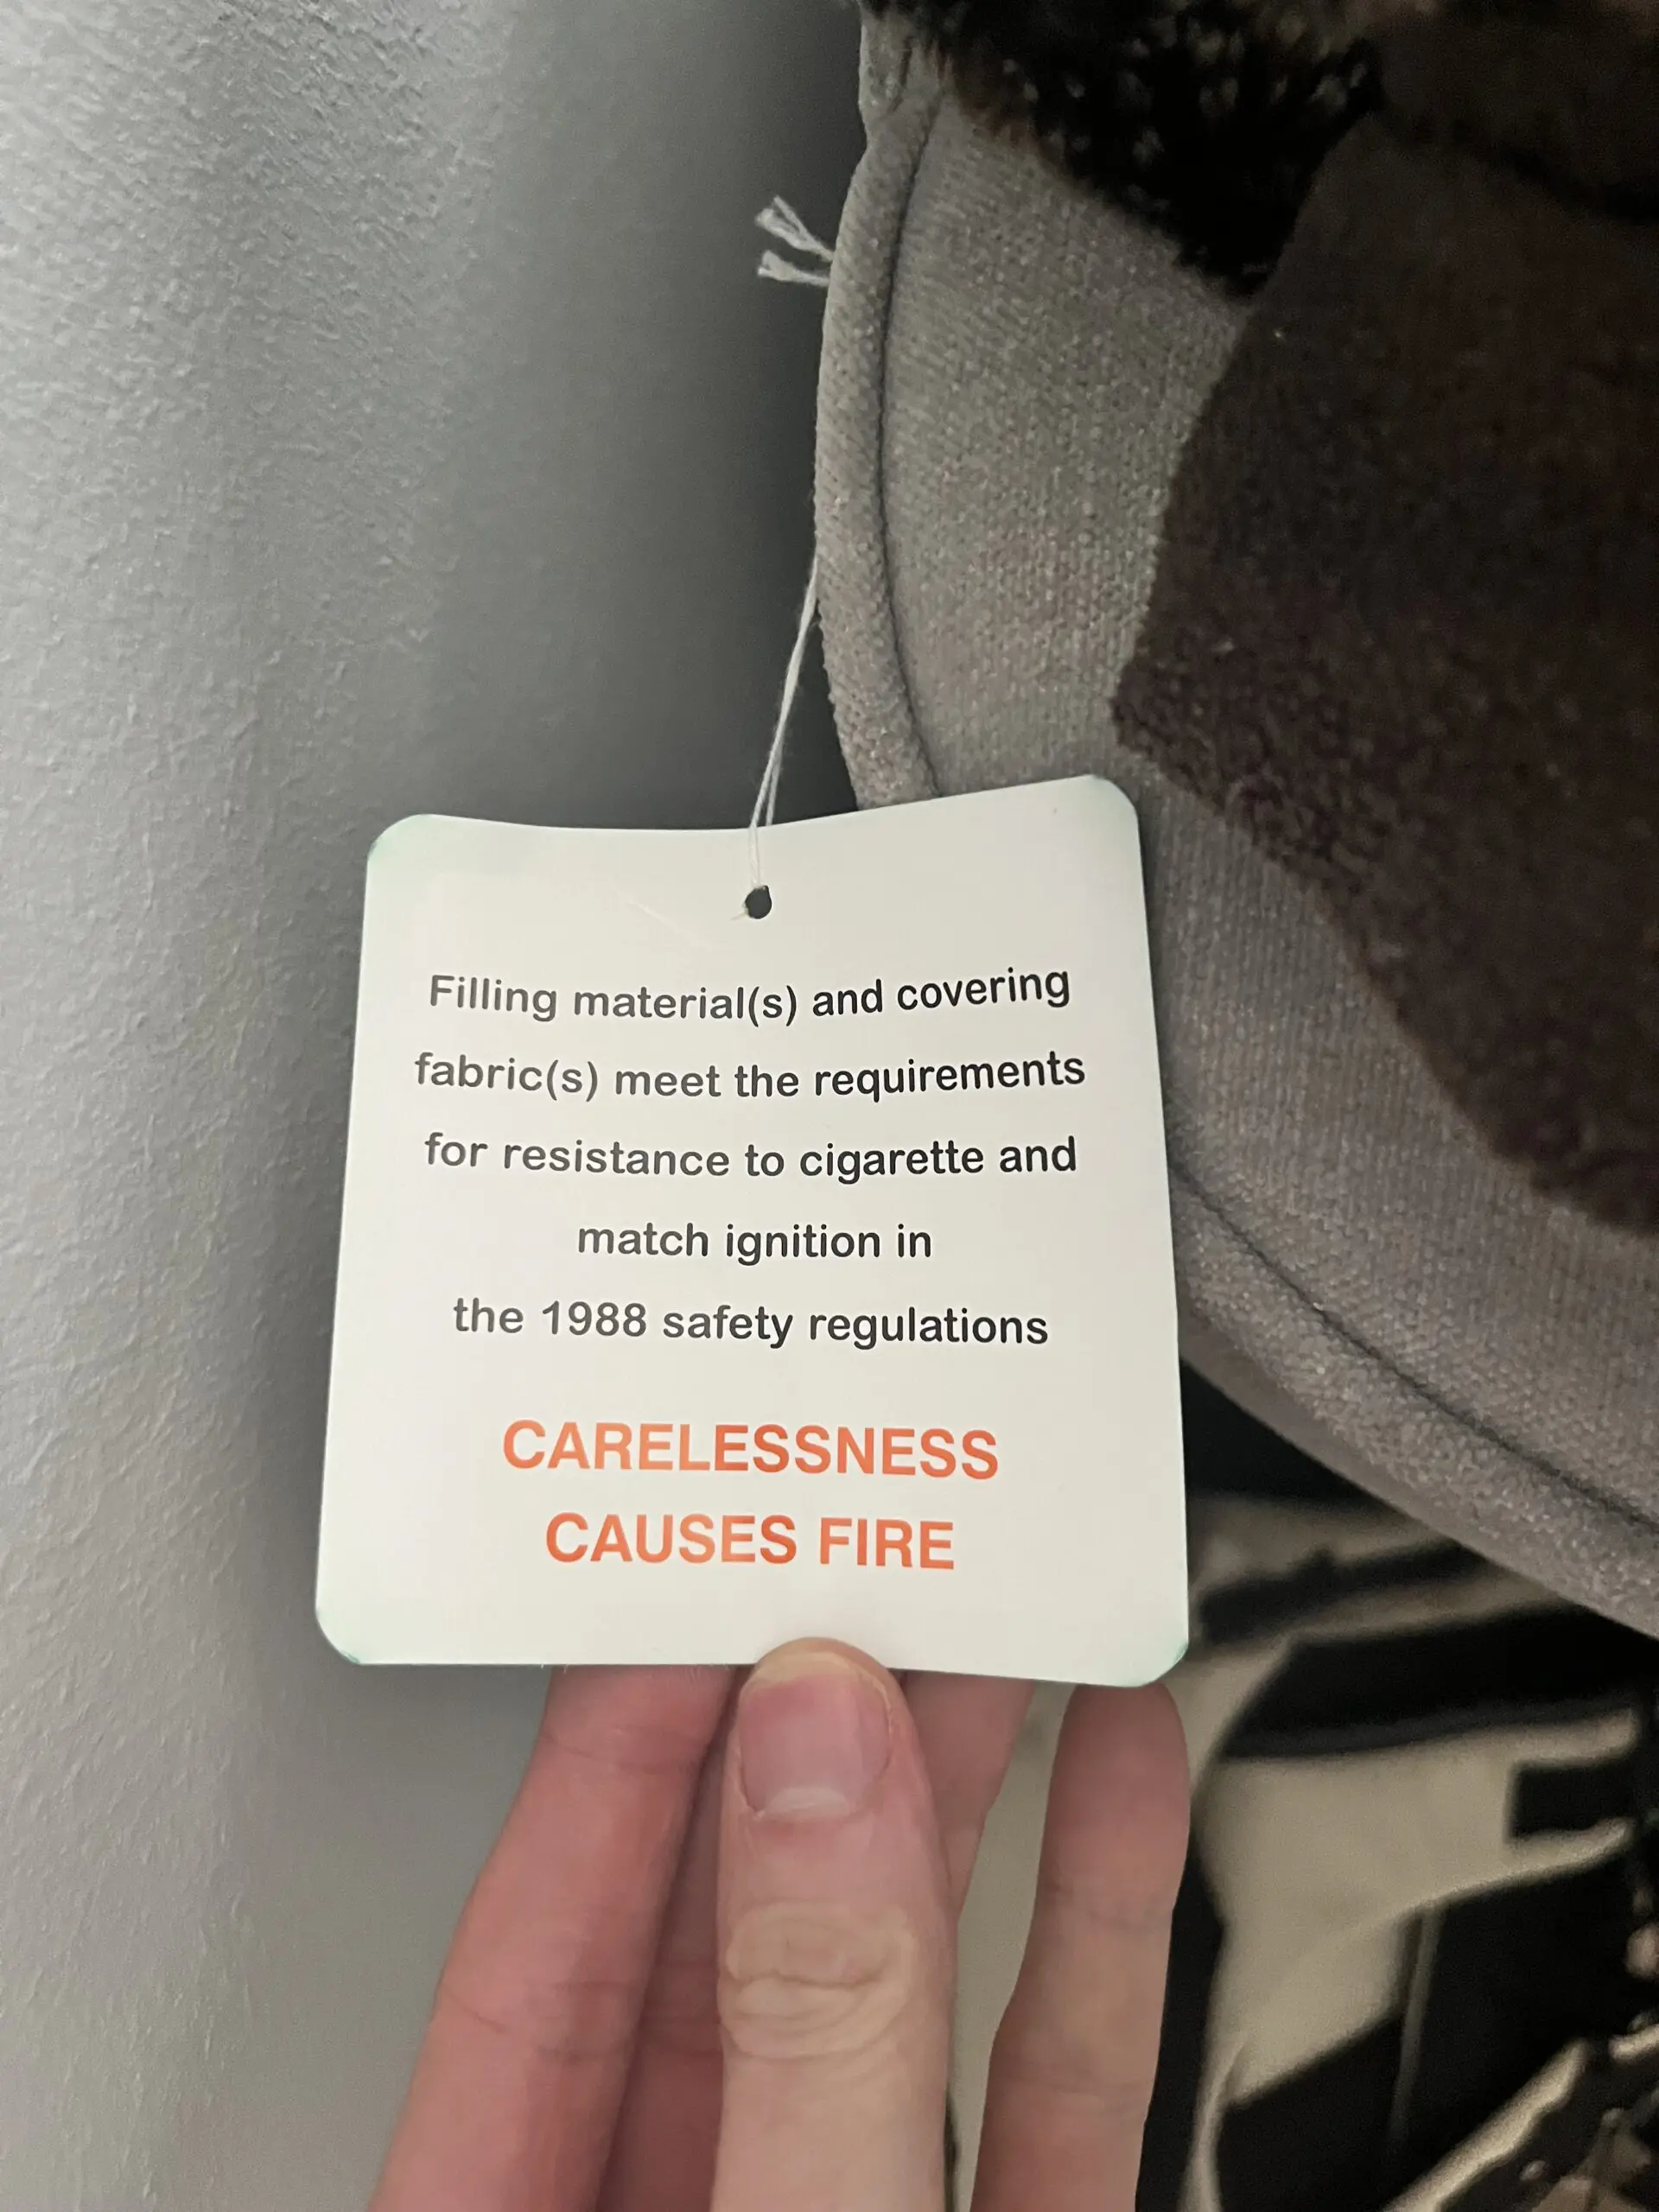 Filling material(s) and covering
fabric(s) meet the requirements
for resistance to cigarette and
match ignition in
the 1988 safety regulations
CARELESSNESS
CAUSES FIRE